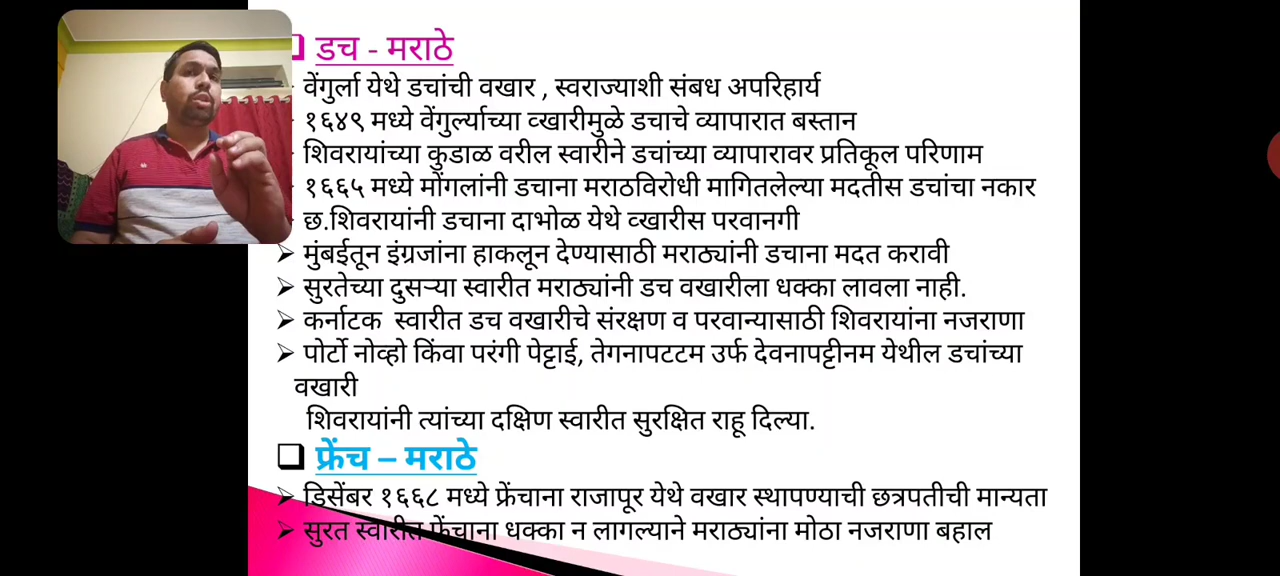 डच - मराठे
वेंगुर्ला येथे डचांची वखार , स्वराज्याशी संबध अपरिहार्य
१६४९ मध्ये वेंगुर्ल्याच्या व्खारीमुळे डचाचे व्यापारात बस्तान
शिवरायांच्या कुडाळ वरील स्वारीने डचांच्या व्यापारावर प्रतिकूल परिणाम
१६६५ मध्ये मोंगलांनी डचाना मराठविरोधी मागितलेल्या मदतीस डचांचा नकार
छ.शिवरायांनी डचाना दाभोळ येथे व्खारीस परवानगी
➢ मुंबईतून इंग्रजांना हाकलून देण्यासाठी मराठ्यांनी डचाना मदत करावी
➢ सुरतेच्या दुसऱ्या स्वारीत मराठ्यांनी डच वखारीला धक्का लावला नाही.
➢ कर्नाटक स्वारीत डच वखारीचे संरक्षण व परवान्यासाठी शिवरायांना नजराणा
➢ पोर्टो नोव्हो किंवा परंगी पेट्टाई, तेगनापटटम उर्फ देवनापट्टीनम येथील डचांच्या
वखारी
शिवरायांनी त्यांच्या दक्षिण स्वारीत सुरक्षित राहू दिल्या.
फ्रेंच – मराठे
➢ डिसेंबर १६६८ मध्ये फ्रेंचाना राजापूर येथे वखार स्थापण्याची छत्रपतीची मान्यता
➢ सुरत स्वारीत फ्रेंचाना धक्का न लागल्याने मराठ्यांना मोठा नजराणा बहाल